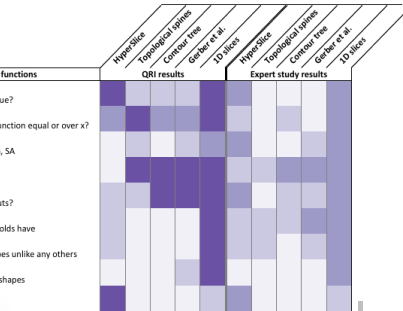 HyperSlice
Topological spines
Contour tree
Gerber et al.
1D slices
HyperSlice
Topological spines
Contour tree
Gerber et al.
1D slices
functions QRI results Expert study results
ue?
unction equal or over x?
, SA
uts?
olds have
es unlike any others
shapes